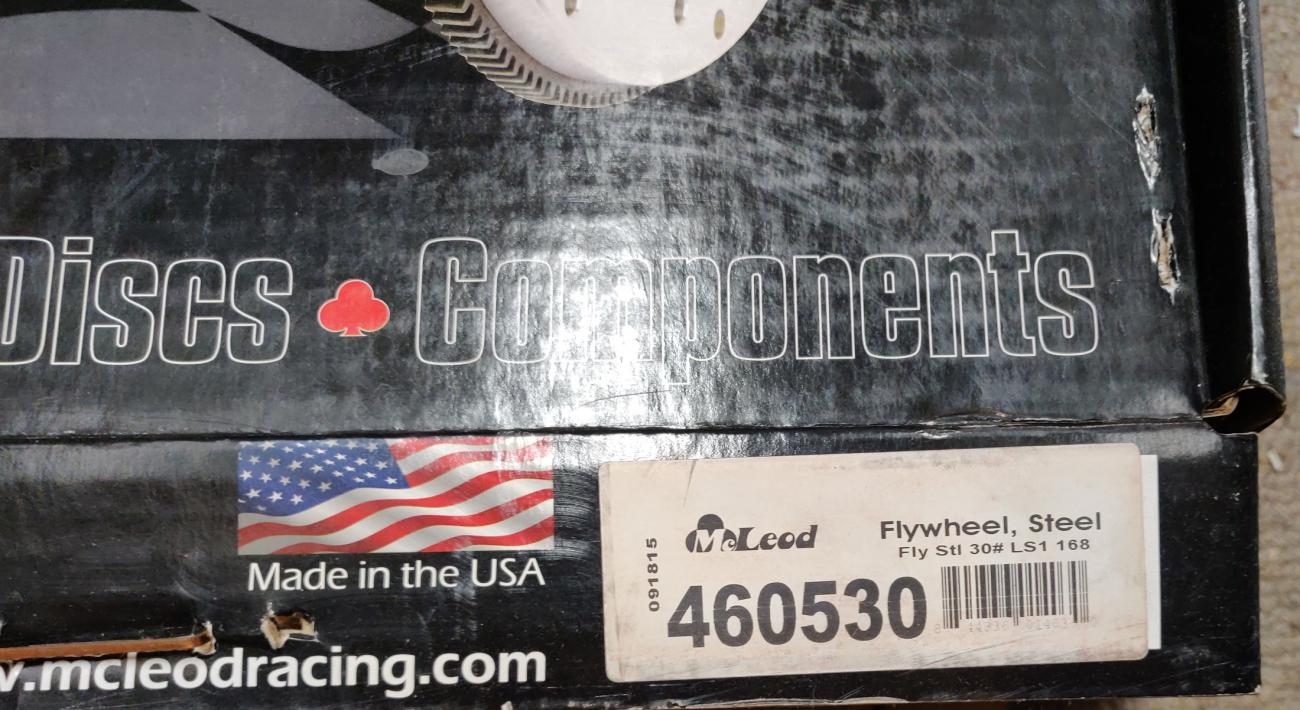 Discs ♣ Components
Made in the USA
w.mcleodracing.com
091815
McLeod
Flywheel, Steel
Fly Stl 30# LS1 168
460530